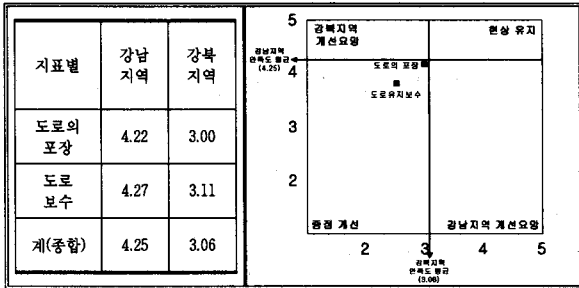 지표별 강남 지역 강북 지역
도로의 포장 4.22 3.00
도로 보수 4.27 3.11
계(종합) 4.25 3.06
5
강북지역
개선요망
현상 유지
강남지역
만족도 평균
(4.25)
도로의 포장
4
도로유지보수
3
2
중점 개선
강남지역 개선요망
2 3 4 5
강북지역
만족도 평균
(3.06)